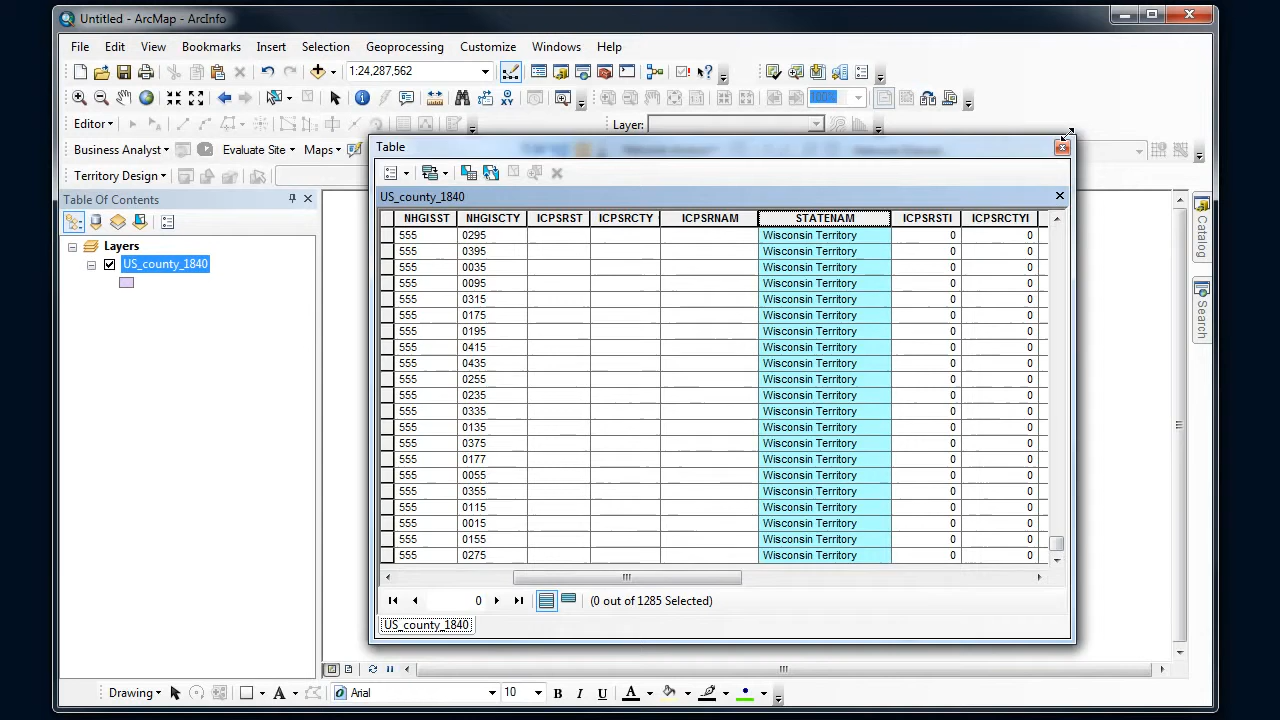 Untitled - ArcMap - ArcInfo
File Edit View Bookmarks Insert Selection Geoprocessing Customize Windows Help
1:24,287,562
100%
Editor Layer:
Business Analyst Evaluate Site Maps
Territory Design
Table Of Contents
Layers
US_county_1840
Table
US_county_1840
NHGISST NHGISCTY ICPSRST ICPSRCTY ICPSRNAM STATENAM ICPSRSTI ICPSRCTYI
555 0295 Wisconsin Territory 0 0
555 0395 Wisconsin Territory 0 0
555 0035 Wisconsin Territory 0 0
555 0095 Wisconsin Territory 0 0
555 0315 Wisconsin Territory 0 0
555 0175 Wisconsin Territory 0 0
555 0195 Wisconsin Territory 0 0
555 0415 Wisconsin Territory 0 0
555 0435 Wisconsin Territory 0 0
555 0255 Wisconsin Territory 0 0
555 0235 Wisconsin Territory 0 0
555 0335 Wisconsin Territory 0 0
555 0135 Wisconsin Territory 0 0
555 0375 Wisconsin Territory 0 0
555 0177 Wisconsin Territory 0 0
555 0055 Wisconsin Territory 0 0
555 0355 Wisconsin Territory 0 0
555 0115 Wisconsin Territory 0 0
555 0015 Wisconsin Territory 0 0
555 0155 Wisconsin Territory 0 0
555 0275 Wisconsin Territory 0 0
0 (0 out of 1285 Selected)
US_county_1840
Catalog
Search
Drawing A Arial 10 B I U A